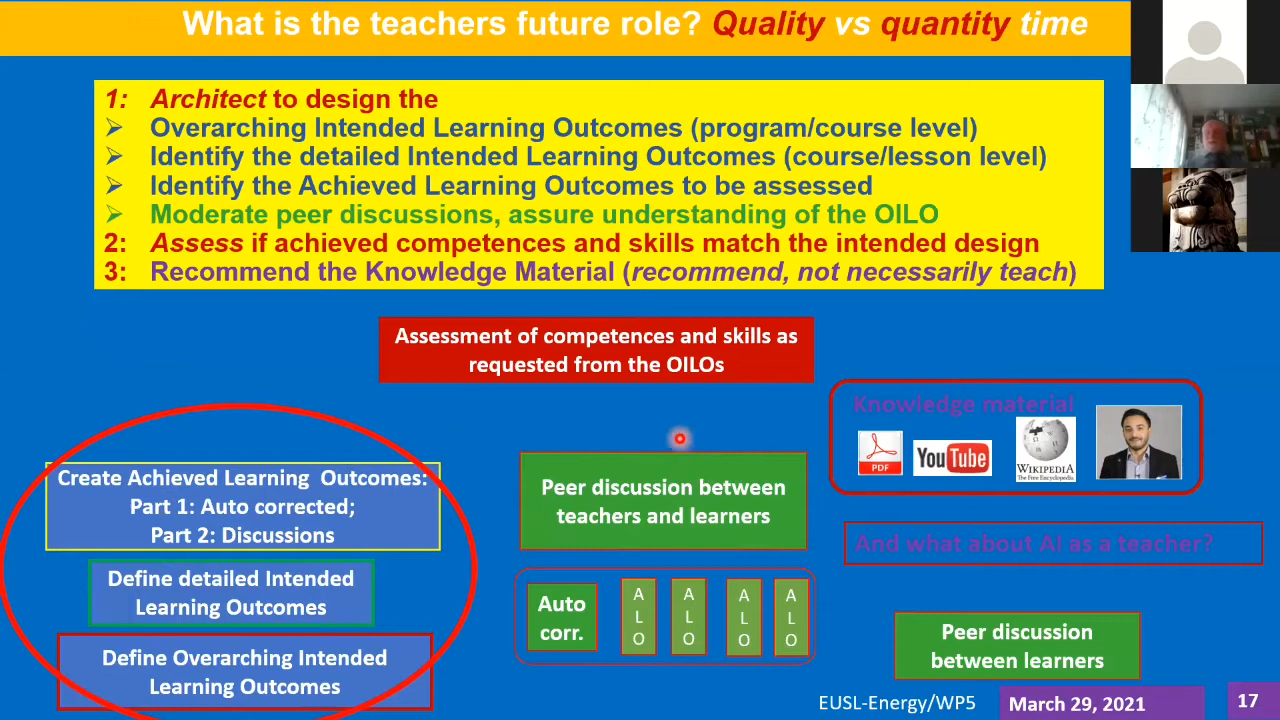 What is the teachers future role? Quality vs quantity time
1: Architect to design the
➢ Overarching Intended Learning Outcomes (program/course level)
➢ Identify the detailed Intended Learning Outcomes (course/lesson level)
➢ Identify the Achieved Learning Outcomes to be assessed
➢ Moderate peer discussions, assure understanding of the OILO
2: Assess if achieved competences and skills match the intended design
3: Recommend the Knowledge Material (recommend, not necessarily teach)
Assessment of competences and skills as
requested from the OILOs
Knowledge material
PDF
YouTube
WIKIPEDIA
The Free Encyclopedia
Create Achieved Learning Outcomes:
Part 1: Auto corrected;
Part 2: Discussions
Peer discussion between
teachers and learners
And what about AI as a teacher?
Define detailed Intended
Learning Outcomes
Auto
corr.
ALO
ALO
ALO
ALO
Peer discussion
between learners
Define Overarching Intended
Learning Outcomes
EUSL-Energy/WP5
March 29, 2021
17